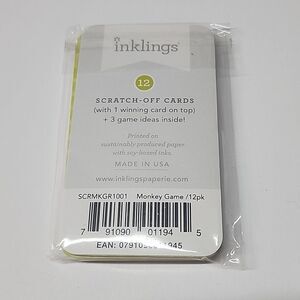 inklings
12
SCRATCH-OFF CARDS
(with 1 winning card on top)
+ 3 game ideas inside!
Printed on
sustainably produced paper
with soy-based inks.
MADE IN USA
www.inklingspaperie.com
SCRMKGR1001 Monkey Game /12pk
7 91090 01194 5
EAN: